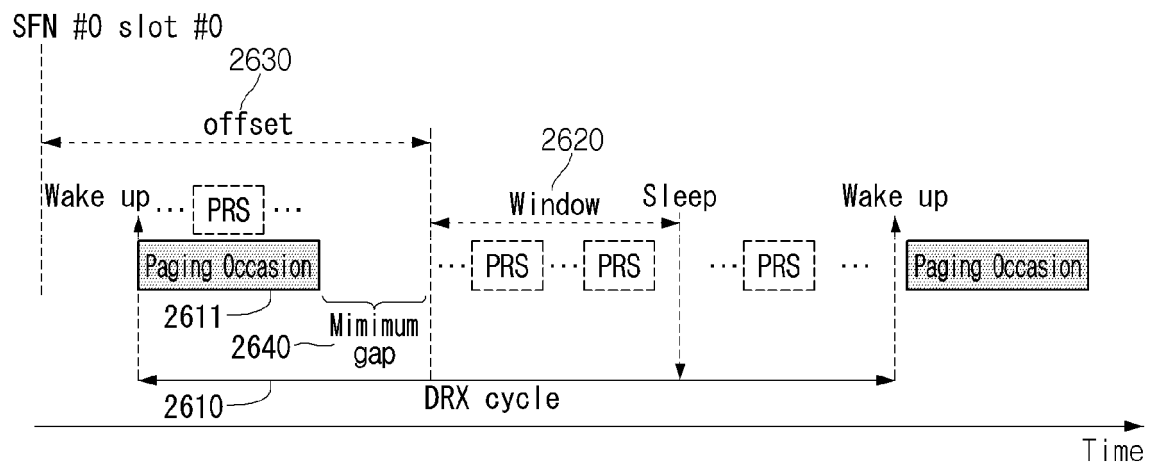 SFN #0 slot #0
2630
offset
2620
Wake up
... PRS ...
Window
Sleep
Wake up
Paging Occasion
... PRS ... PRS
... PRS ...
Paging Occasion
2611
2640
Mimimum
gap
2610
DRX cycle
Time